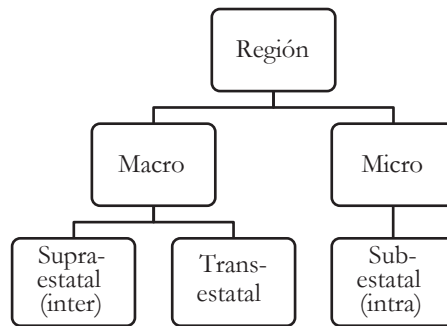 Región
Macro
Micro
Supra-
estatal
(inter)
Trans-
estatal
Sub-
estatal
(intra)